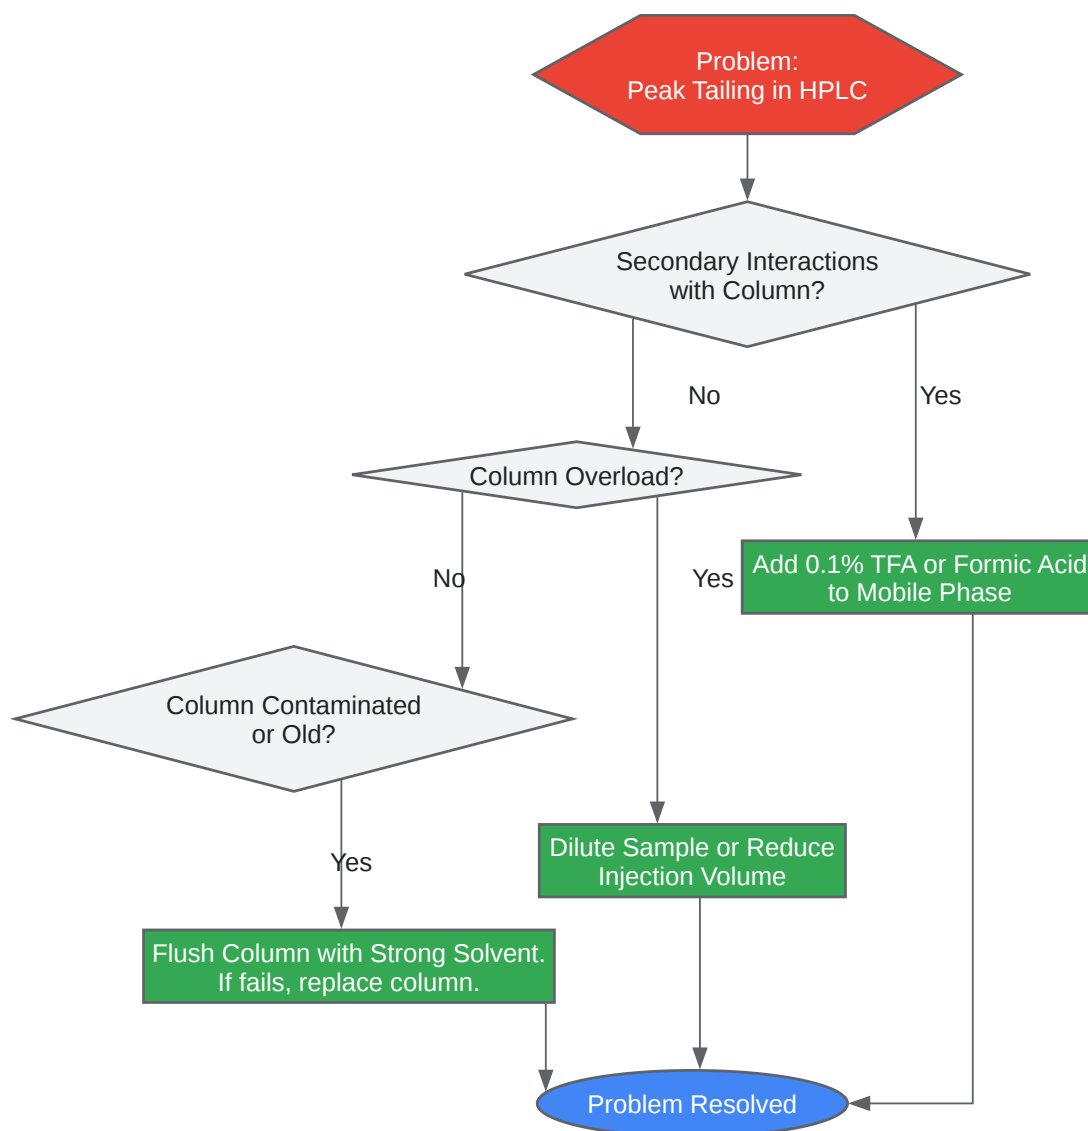 Problem:
Peak Tailing in HPLC
Secondary Interactions
with Column?
No
Yes
Column Overload?
Add 0.1% TFA or Formic Acid
to Mobile Phase
No
Yes
Column Contaminated
or Old?
Dilute Sample or Reduce
Injection Volume
Yes
Flush Column with Strong Solvent.
If fails, replace column.
Problem Resolved